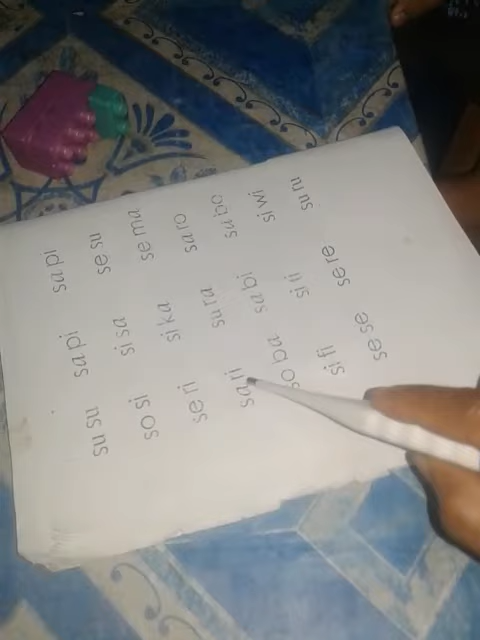 su su sa pi sa pi
so si si sa se su
se ri si ka se ma
sa ri su ra sa ro
so ba sa bi su bo
si fi si ti si wi
se se se re su ru